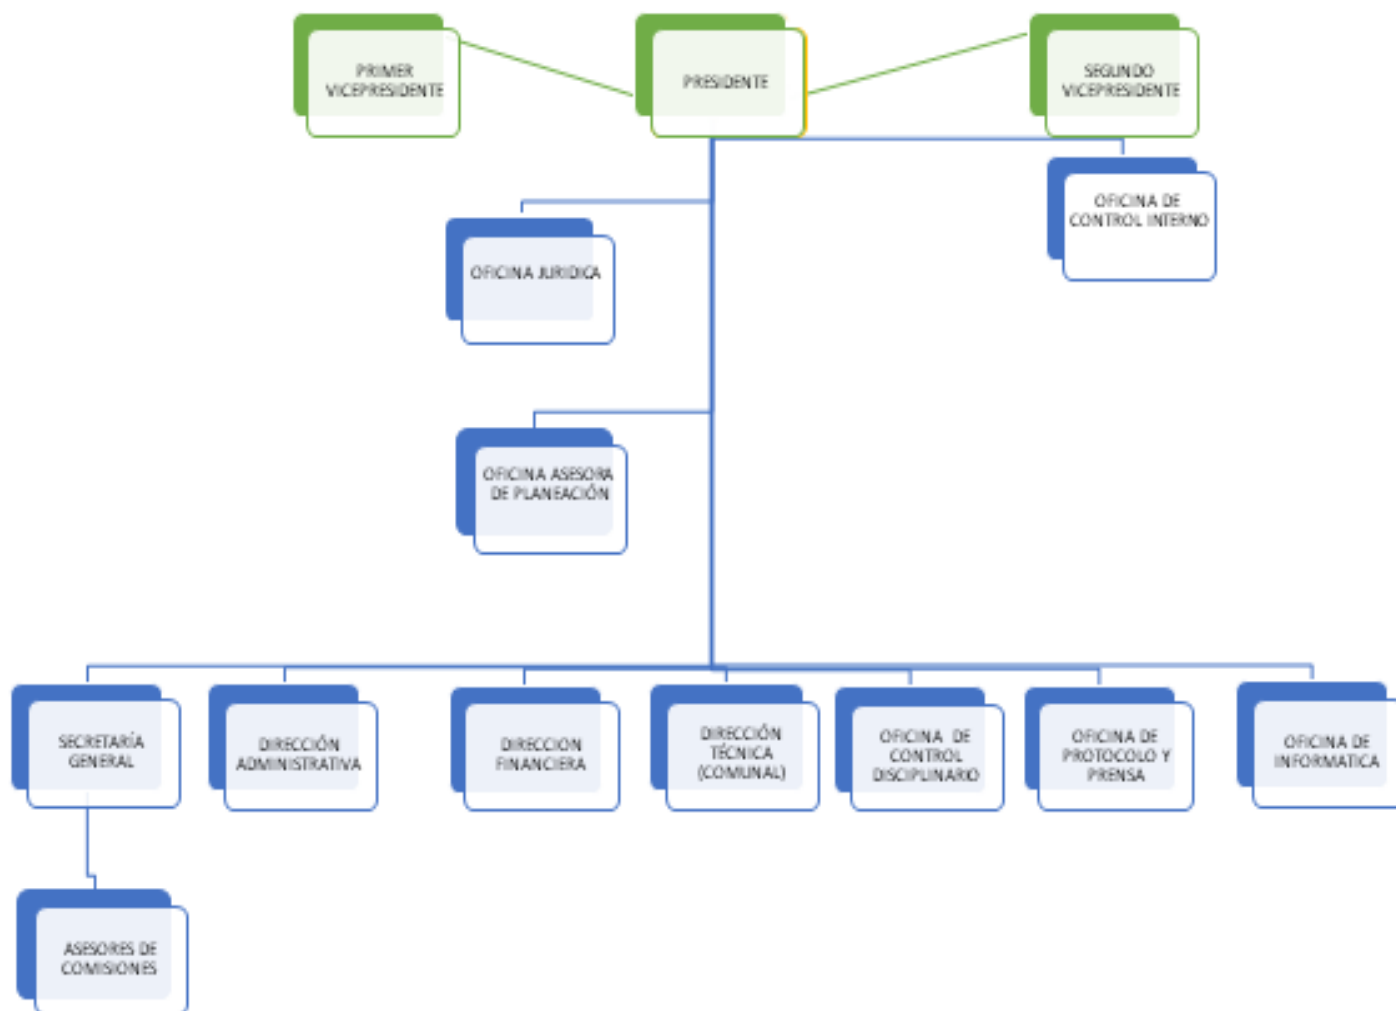 PRIMER
VICEPRESIDENTE
PRESIDENTE
SEGUNDO
VICEPRESIDENTE
OFICINA DE
CONTROL INTERNO
OFICINA JURIDICA
OFICINA ASESORA
DE PLANEACIÓN
SECRETARÍA
GENERAL
DIRECCIÓN
ADMINISTRATIVA
DIRECCION
FINANCIERA
DIRECCIÓN
TÉCNICA
(COMUNAL)
OFICINA DE
CONTROL
DISCIPLINARIO
OFICINA DE
PROTOCOLO Y
PRENSA
OFICINA DE
INFORMATICA
ASESORES DE
COMISIONES